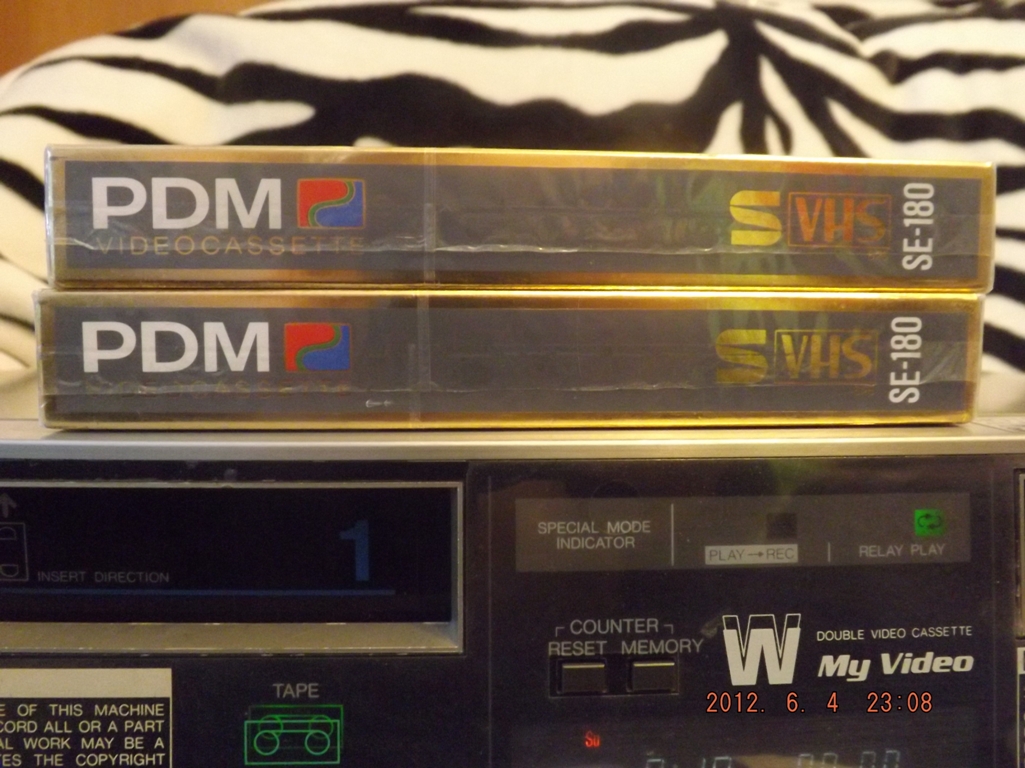 PDM
VIDEOCASSETTE
S VHS
SE-180
PDM
S VHS
SE-180
1
INSERT DIRECTION
SPECIAL MODE
INDICATOR
PLAY→REC
RELAY PLAY
COUNTER
RESET MEMORY
W
DOUBLE VIDEO CASSETTE
My Video
2012. 6. 4 23:08
E OF THIS MACHINE
CORD ALL OR A PART
AL WORK MAY BE A
TES THE COPYRIGHT
TAPE
Su